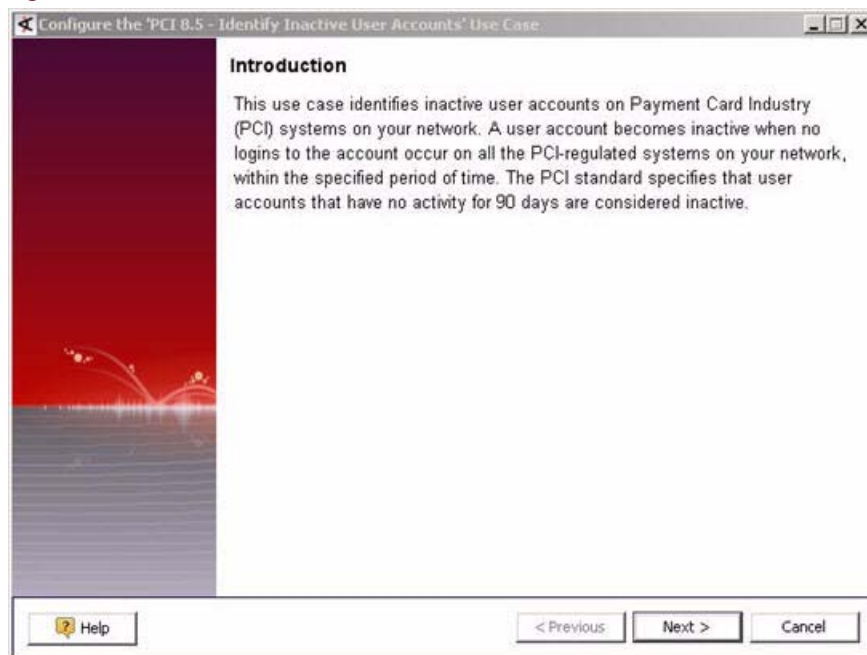 Configure the 'PCI 8.5 - Identify Inactive User Accounts' Use Case
Introduction
This use case identifies inactive user accounts on Payment Card Industry
(PCI) systems on your network. A user account becomes inactive when no
logins to the account occur on all the PCI-regulated systems on your network,
within the specified period of time. The PCI standard specifies that user
accounts that have no activity for 90 days are considered inactive.
Help
< Previous
Next >
Cancel